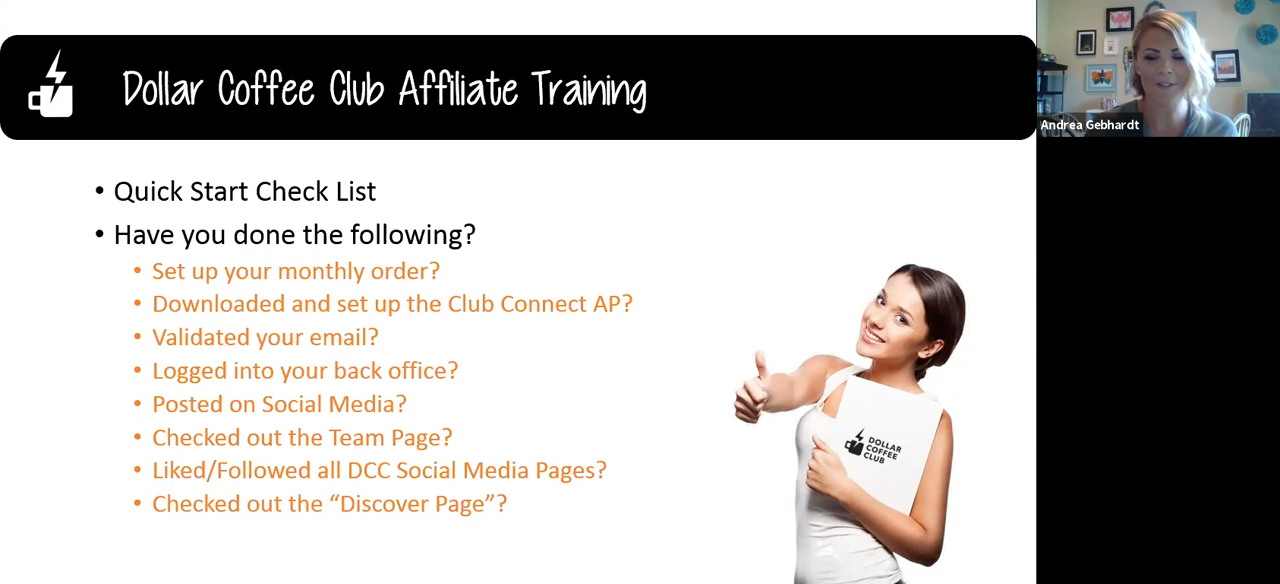 Dollar Coffee Club Affiliate Training
Andrea Gebhardt
• Quick Start Check List
• Have you done the following?
• Set up your monthly order?
• Downloaded and set up the Club Connect AP?
• Validated your email?
• Logged into your back office?
• Posted on Social Media?
• Checked out the Team Page?
• Liked/Followed all DCC Social Media Pages?
• Checked out the “Discover Page”?
DOLLAR
COFFEE
CLUB